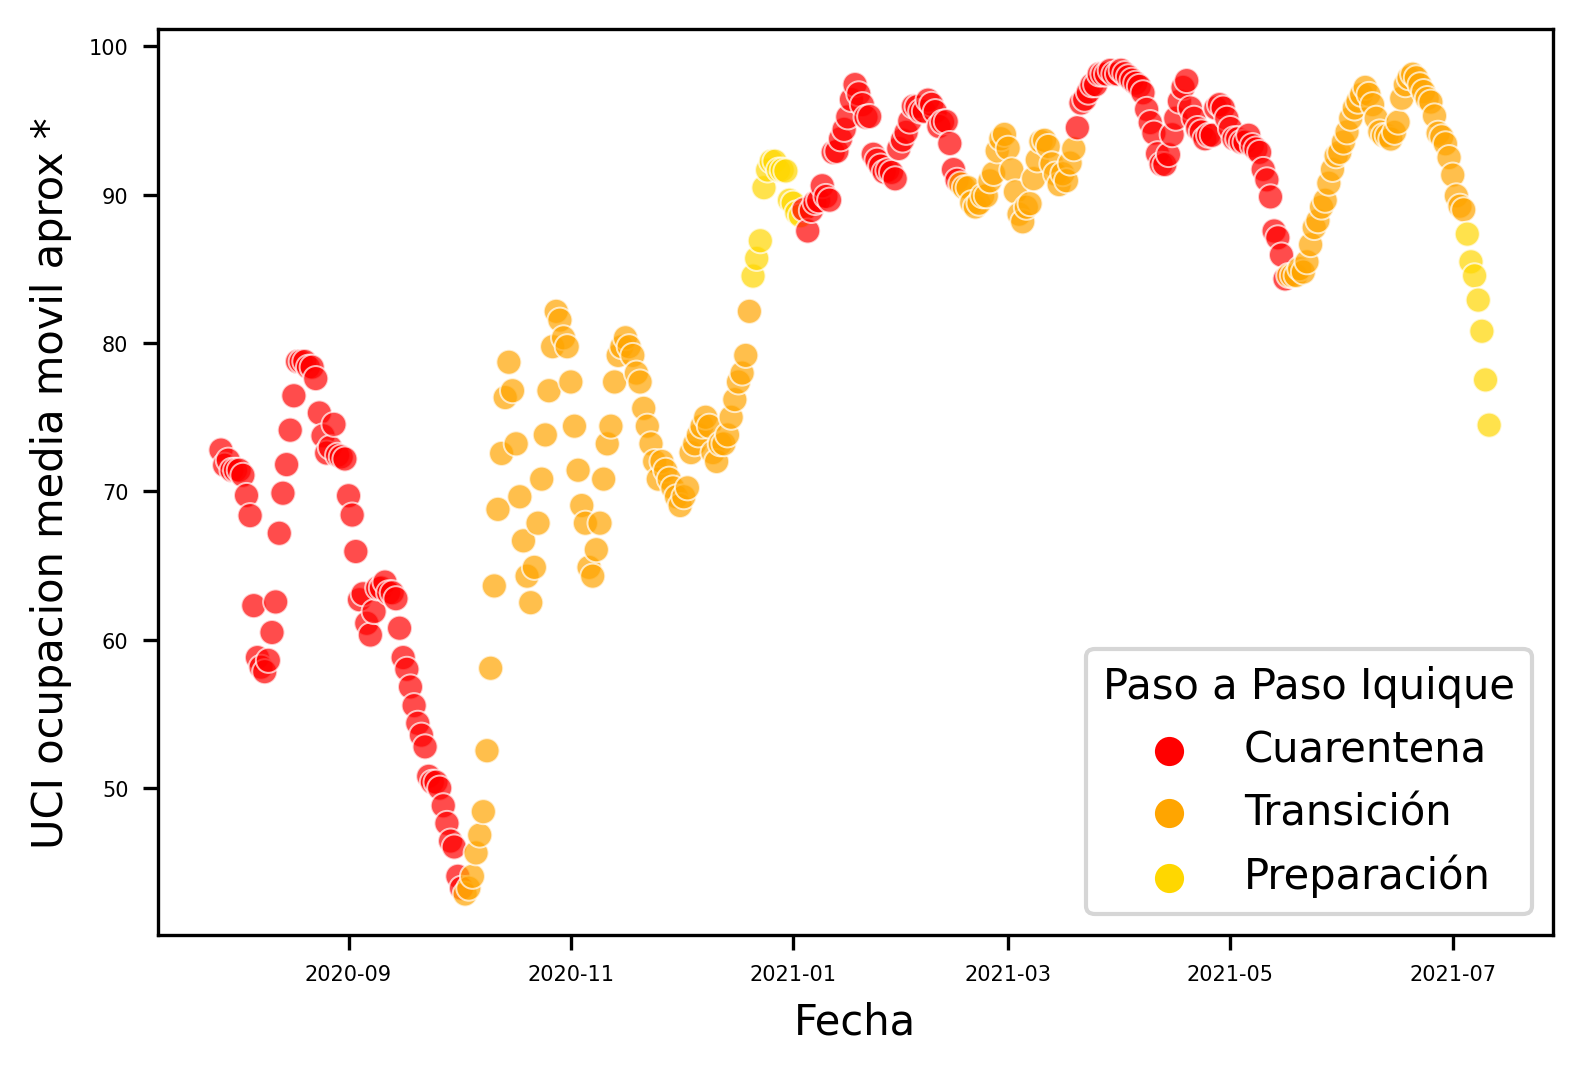 UCI ocupacion media movil aprox *
100
90
80
70
60
50
Paso a Paso Iquique
Cuarentena
Transición
Preparación
2020-09
2020-11
2021-01
2021-03
2021-05
2021-07
Fecha